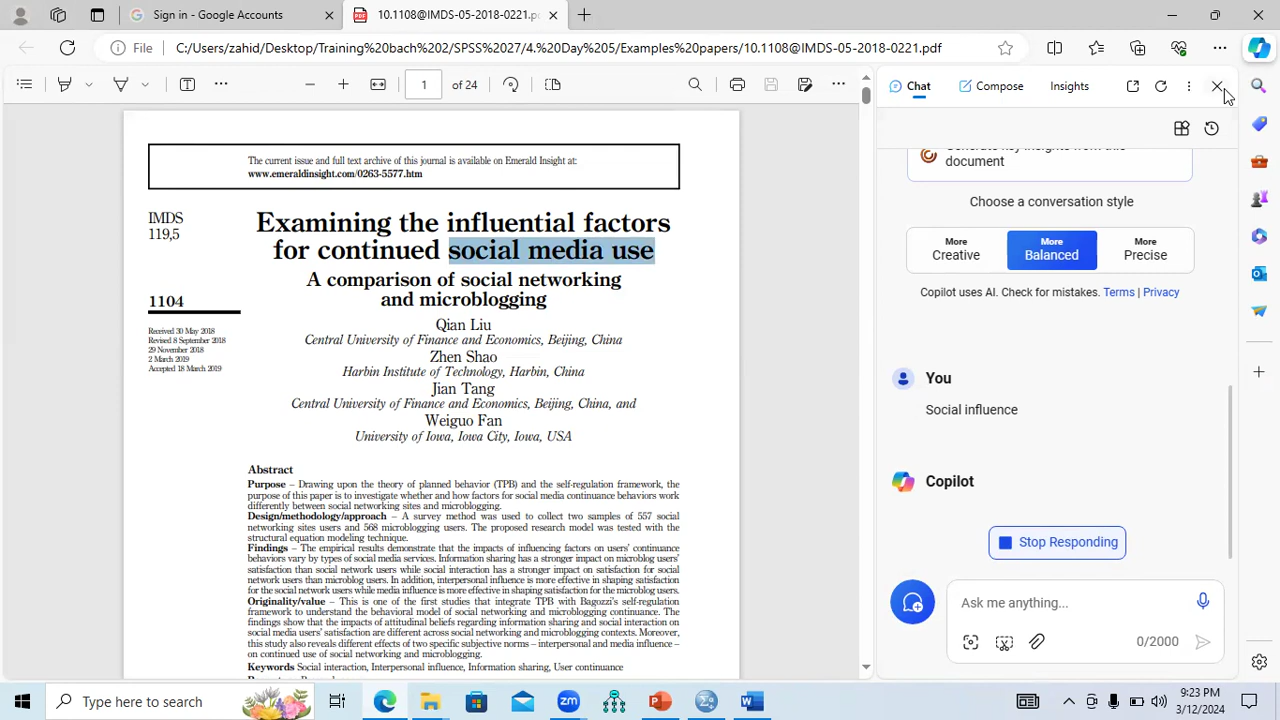 Sign in - Google Accounts
10.1108@IMDS-05-2018-0221.p
File
C:/Users/zahid/Desktop/Training%20bach%202/SPSS%2027/4.%20Day%205/Examples%20papers/10.1108@IMDS-05-2018-0221.pdf
1 of 24
The current issue and full text archive of this journal is available on Emerald Insight at:
www.emeraldinsight.com/0263-5577.htm
IMDS
119,5
1104
Received 30 May 2018
Revised 8 September 2018
29 November 2018
2 March 2019
Accepted 18 March 2019
Examining the influential factors
for continued social media use
A comparison of social networking
and microblogging
Qian Liu
Central University of Finance and Economics, Beijing, China
Zhen Shao
Harbin Institute of Technology, Harbin, China
Jian Tang
Central University of Finance and Economics, Beijing, China, and
Weiguo Fan
University of Iowa, Iowa City, Iowa, USA
Abstract
Purpose – Drawing upon the theory of planned behavior (TPB) and the self-regulation framework, the
purpose of this paper is to investigate whether and how factors for social media continuance behaviors work
differently between social networking sites and microblogging.
Design/methodology/approach – A survey method was used to collect two samples of 557 social
networking sites users and 568 microblogging users. The proposed research model was tested with the
structural equation modeling technique.
Findings – The empirical results demonstrate that the impacts of influencing factors on users' continuance
behaviors vary by types of social media services. Information sharing has a stronger impact on microblog users'
satisfaction than social network users while social interaction has a stronger impact on satisfaction for social
network users than microblog users. In addition, interpersonal influence is more effective in shaping satisfaction
for the social network users while media influence is more effective in shaping satisfaction for the microblog users.
Originality/value – This is one of the first studies that integrate TPB with Bagozzi's self-regulation
framework to understand the behavioral model of social networking and microblogging continuance. The
findings show that the impacts of attitudinal beliefs regarding information sharing and social interaction on
social media users' satisfaction are different across social networking and microblogging contexts. Moreover,
this study also reveals different effects of two specific subjective norms – interpersonal and media influence –
on continued use of social networking and microblogging.
Keywords Social interaction, Interpersonal influence, Information sharing, User continuance
Chat
Compose
Insights
Generate key insights from this
document
Choose a conversation style
More
Creative
More
Balanced
More
Precise
Copilot uses AI. Check for mistakes. Terms | Privacy
You
Social influence
Copilot
Stop Responding
Ask me anything...
0/2000
Type here to search
zm
9:23 PM
3/12/2024